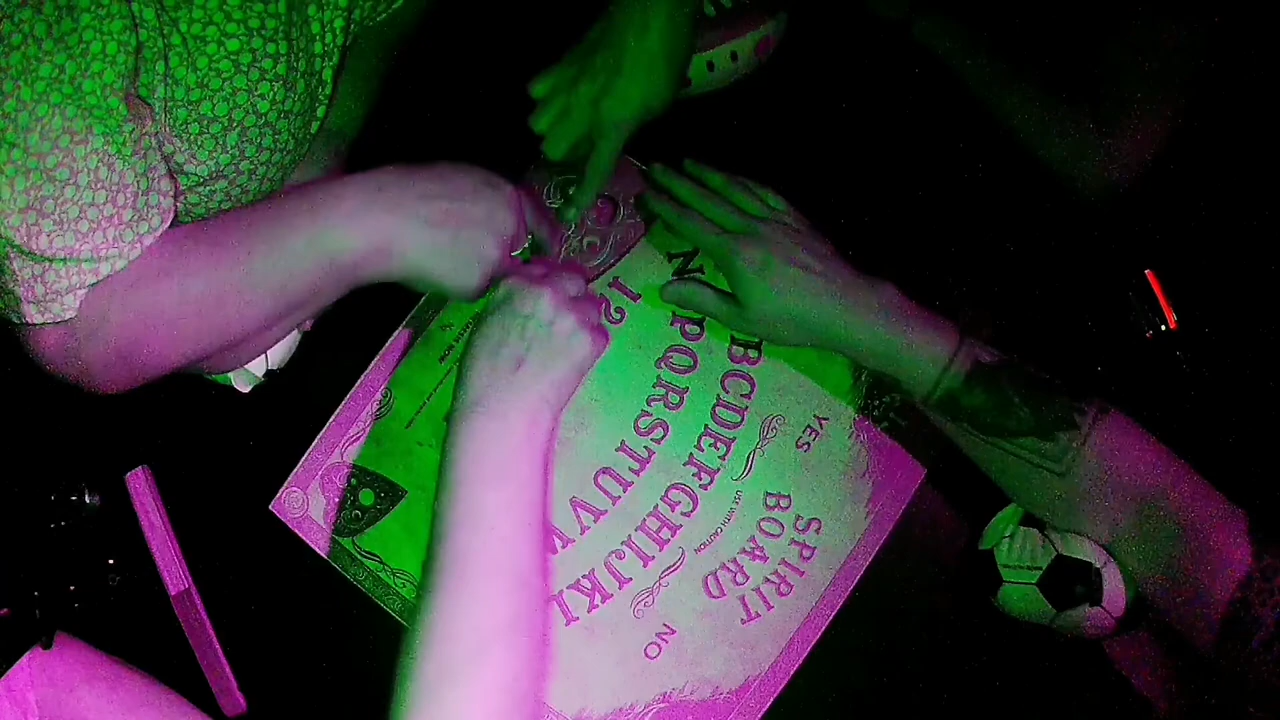 SPIRIT
BOARD
YES
USE WITH CAUTION
NO
BCDEFGHIJKL
N
PQRSTUVW
12